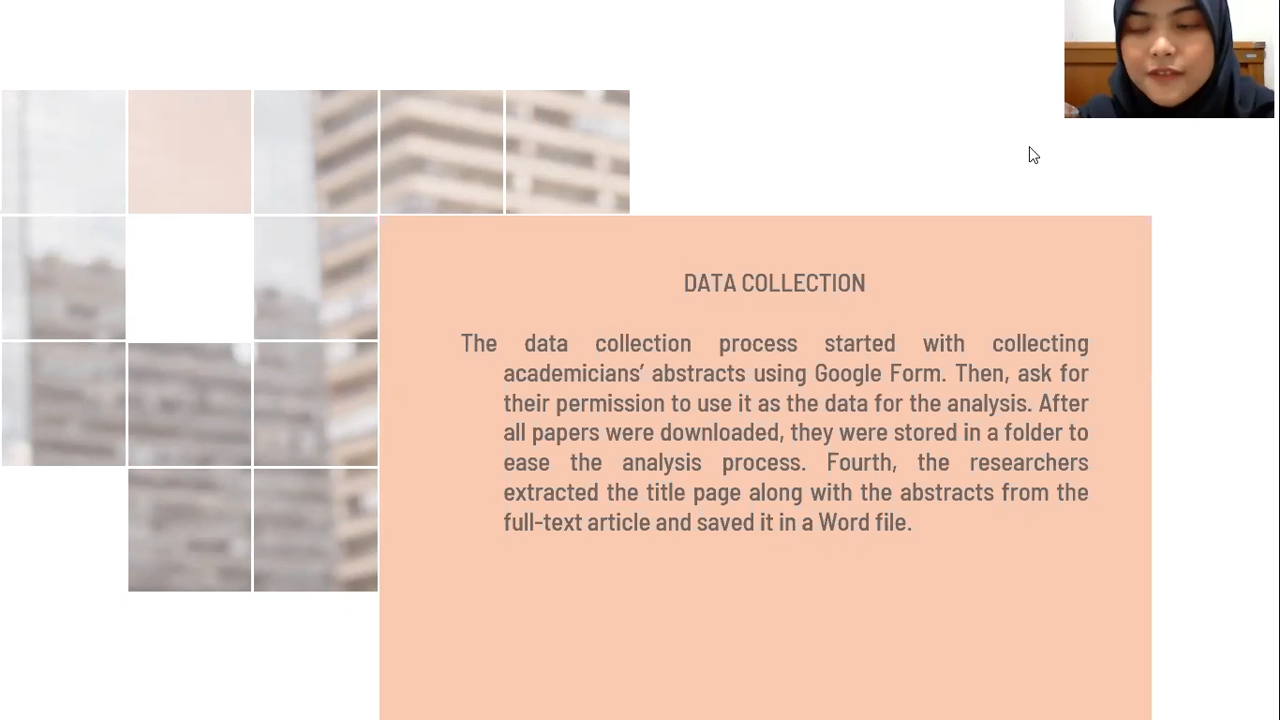 DATA COLLECTION
The data collection process started with collecting
academicians’ abstracts using Google Form. Then, ask for
their permission to use it as the data for the analysis. After
all papers were downloaded, they were stored in a folder to
ease the analysis process. Fourth, the researchers
extracted the title page along with the abstracts from the
full-text article and saved it in a Word file.